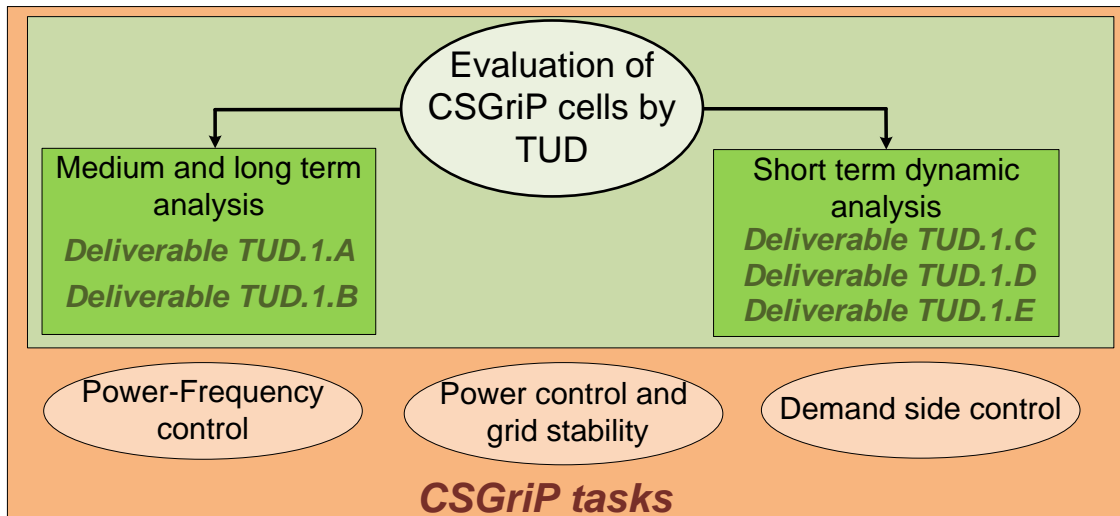 Evaluation of
CSGriP cells by
TUD
Medium and long term
analysis
Deliverable TUD.1.A
Deliverable TUD.1.B
Short term dynamic
analysis
Deliverable TUD.1.C
Deliverable TUD.1.D
Deliverable TUD.1.E
Power-Frequency
control
Power control and
grid stability
Demand side control
CSGriP tasks